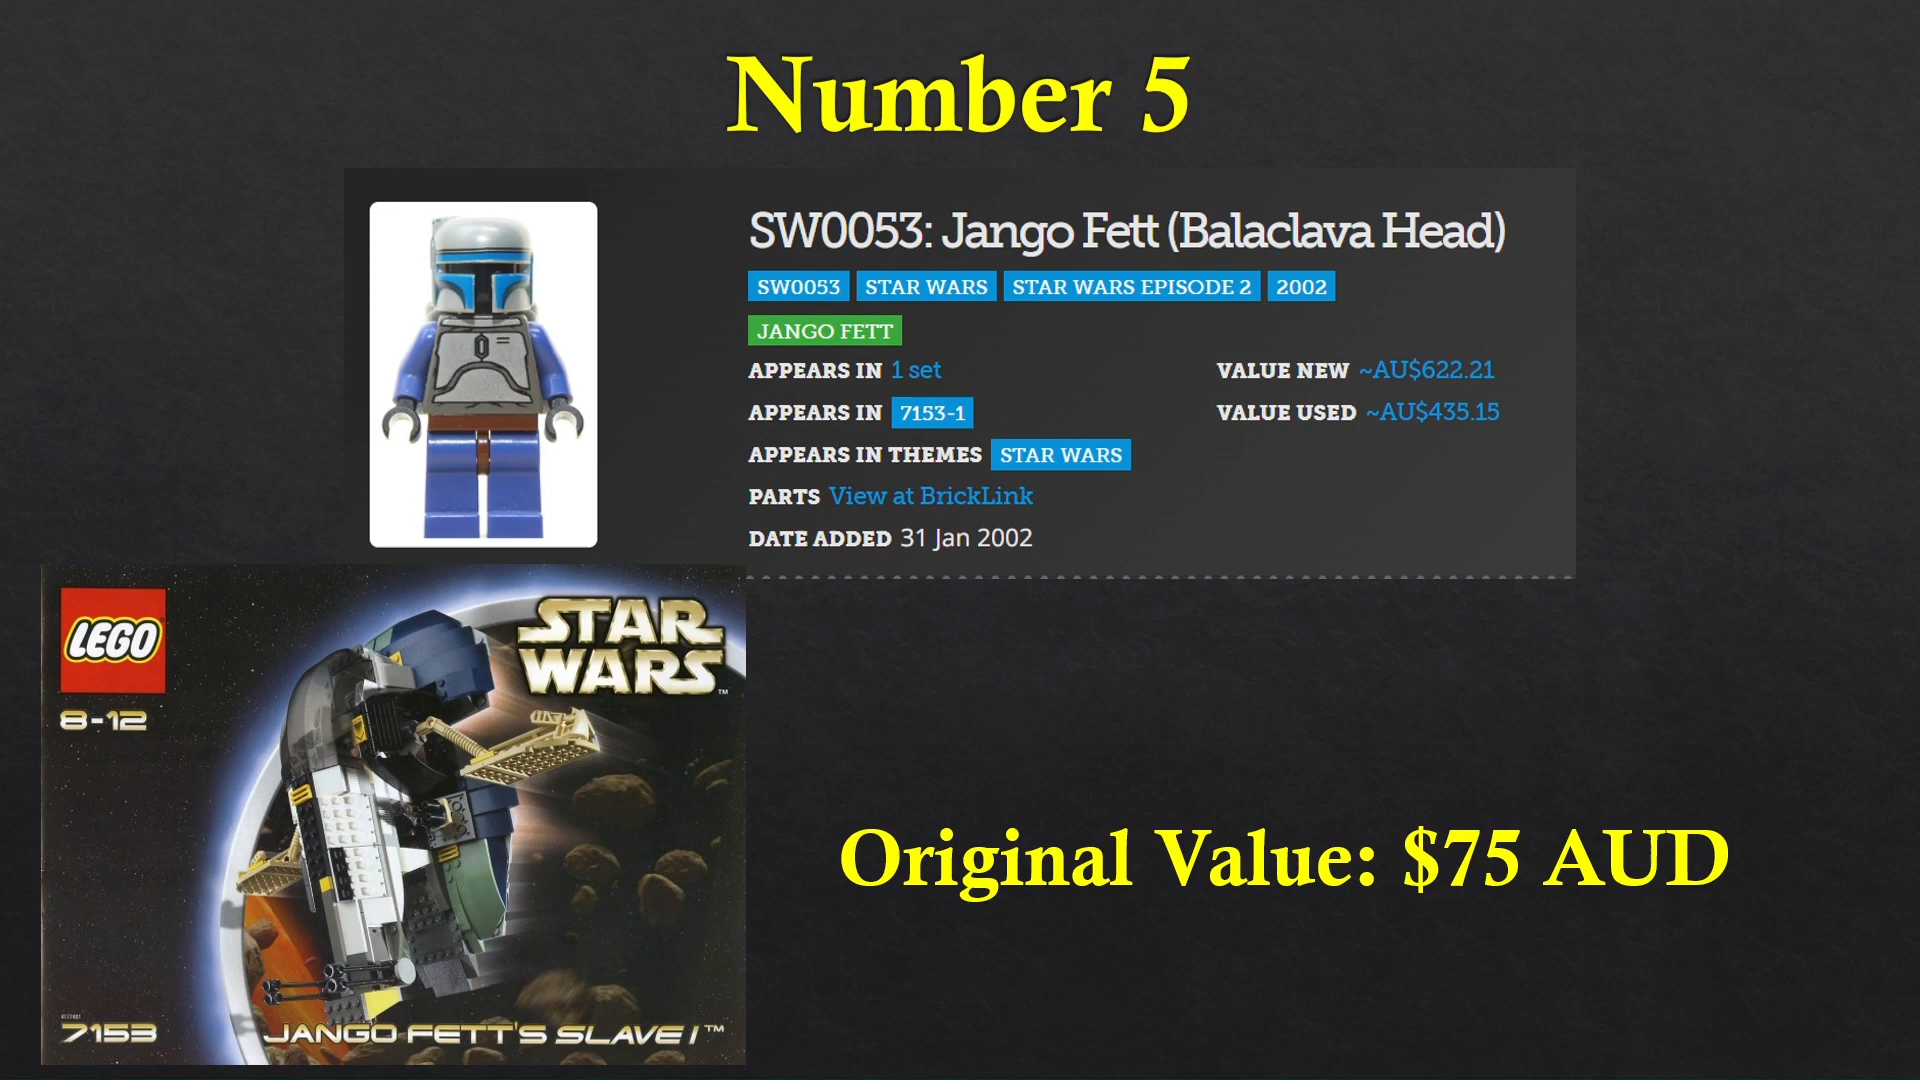 Number 5
SW0053: Jango Fett (Balaclava Head)
SW0053 STAR WARS STAR WARS EPISODE 2 2002
JANGO FETT
APPEARS IN 1 set
VALUE NEW ~AU$622.21
APPEARS IN 7153-1
VALUE USED ~AU$435.15
APPEARS IN THEMES STAR WARS
PARTS View at BrickLink
DATE ADDED 31 Jan 2002
LEGO
STAR
WARS™
8-12
Original Value: $75 AUD
7153
JANGO FETT'S SLAVE I™